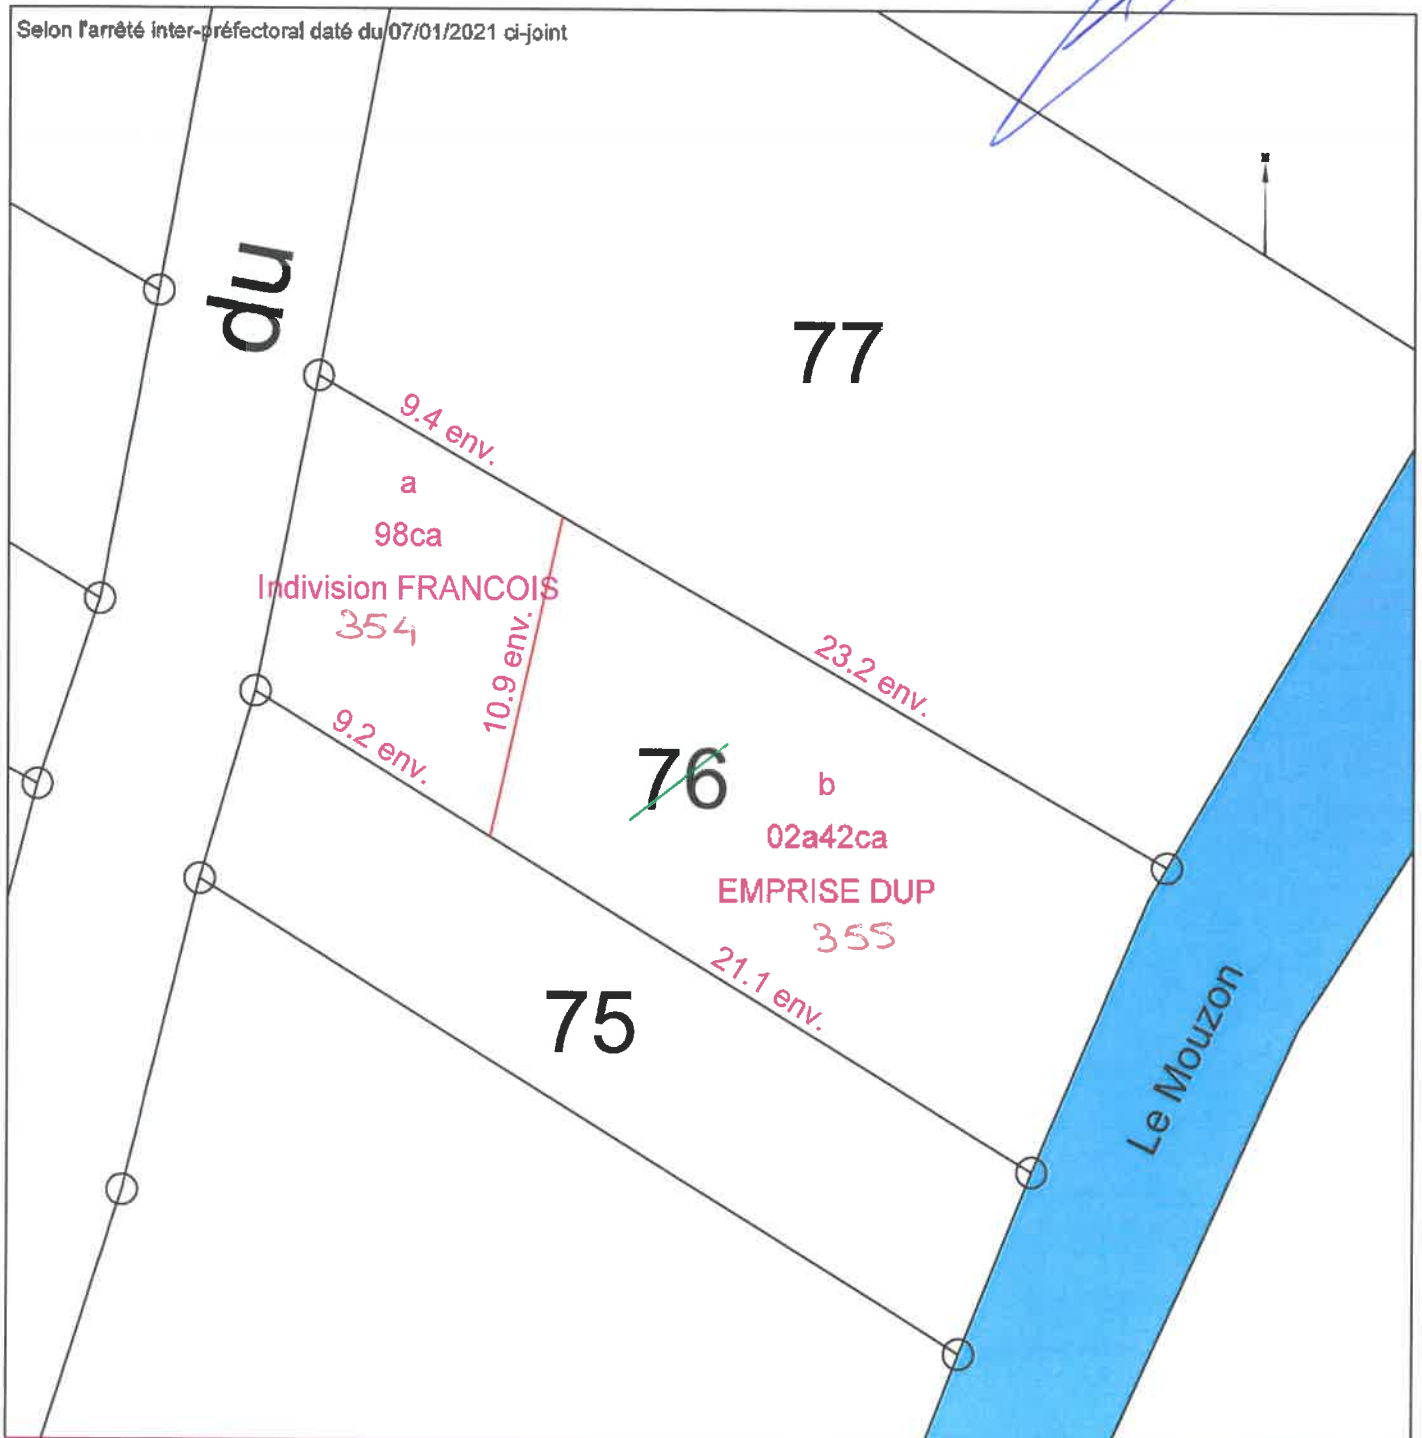 Selon l'arrêté inter-préfectoral daté du 07/01/2021 ci-joint
du
77
9.4 env.
a
98ca
Indivision FRANCOIS
354
10.9 env.
23.2 env.
9.2 env.
76
b
02a42ca
EMPRISE DUP
355
21.1 env.
75
Le Mouzon